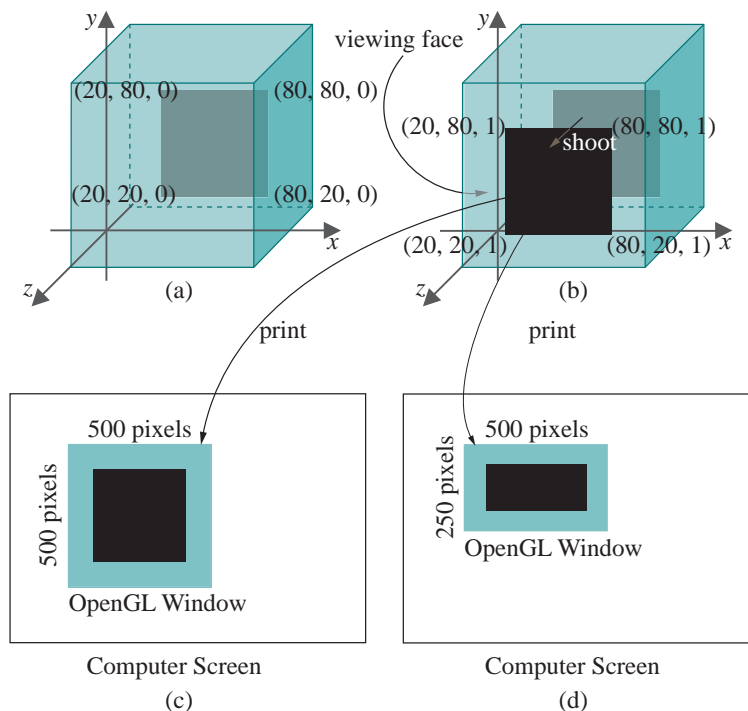 y
(20, 80, 0)
(80, 80, 0)
(20, 20, 0)
(80, 20, 0)
x
z
(a)
viewing face
y
(20, 80, 1)
(80, 80, 1)
shoot
(20, 20, 1)
(80, 20, 1)
x
z
(b)
print
print
500 pixels
500 pixels
OpenGL Window
Computer Screen
(c)
500 pixels
250 pixels
OpenGL Window
Computer Screen
(d)